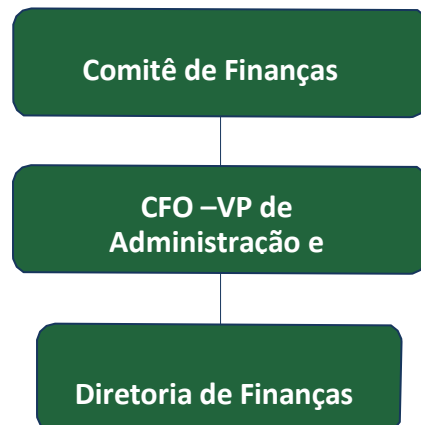 Comitê de Finanças
CFO –VP de
Administração e
Diretoria de Finanças